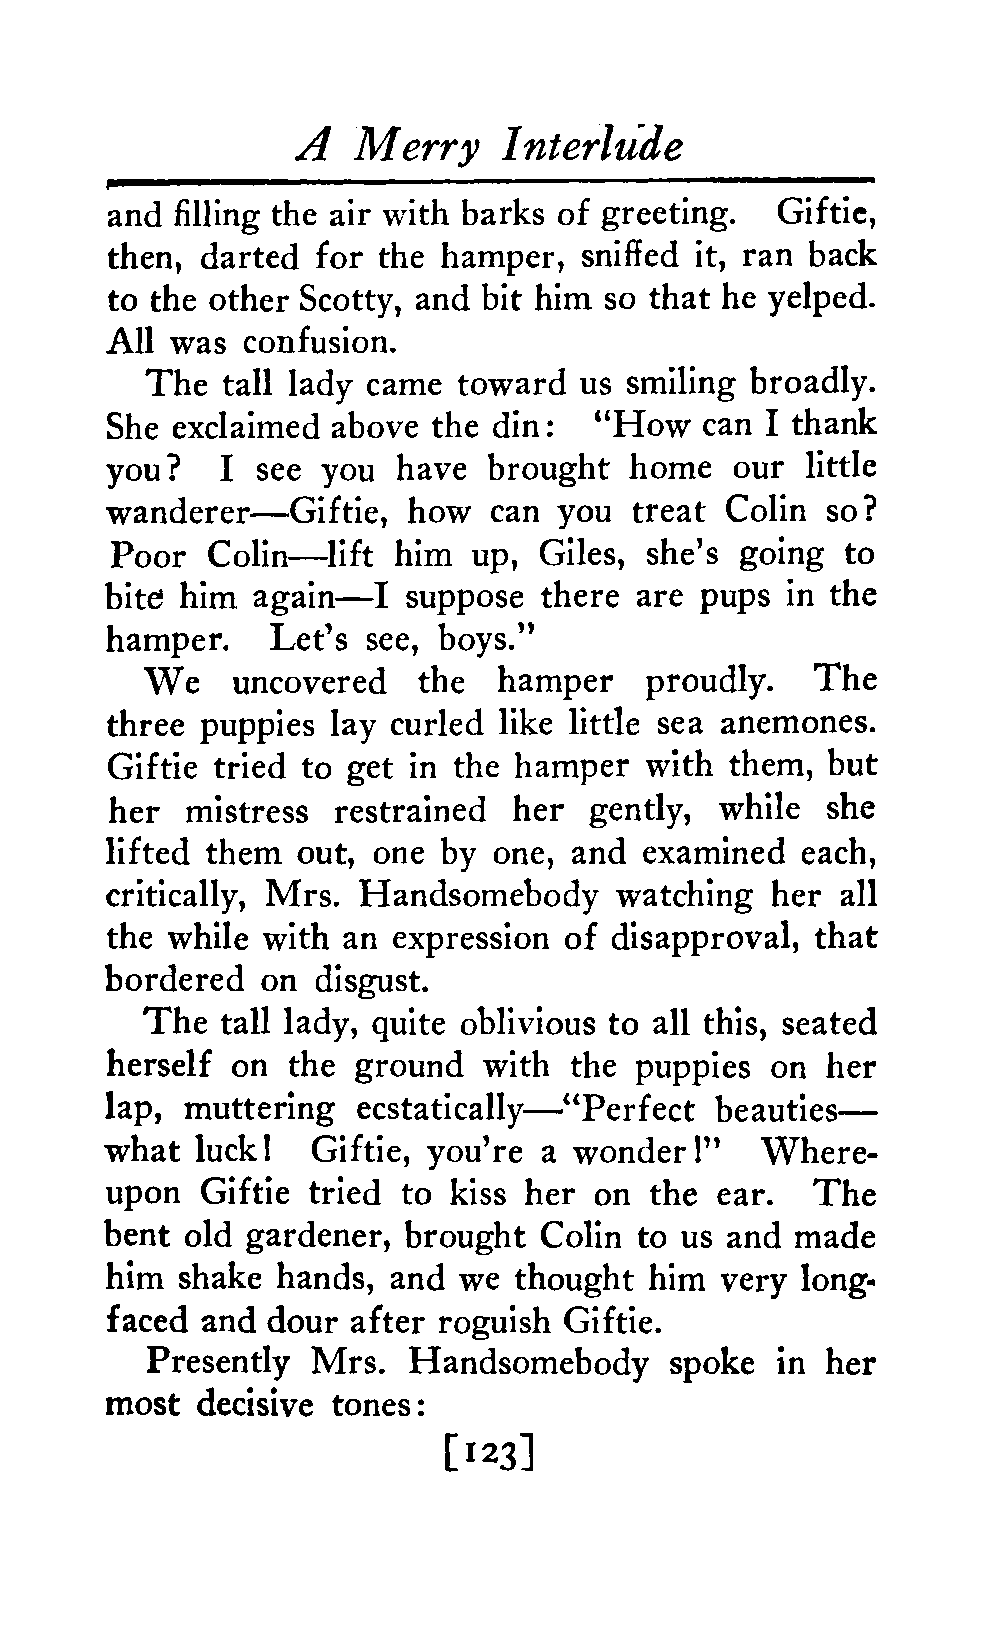 A Merry Interlude
and filling the air with barks of greeting. Giftie,
then, darted for the hamper, sniffed it, ran back
to the other Scotty, and bit him so that he yelped.
All was confusion.
The tall lady came toward us smiling broadly.
She exclaimed above the din: "How can I thank
you? I see you have brought home our little
wanderer—Giftie, how can you treat Colin so?
Poor Colin—lift him up, Giles, she's going to
bite him again—I suppose there are pups in the
hamper. Let's see, boys."
We uncovered the hamper proudly. The
three puppies lay curled like little sea anemones.
Giftie tried to get in the hamper with them, but
her mistress restrained her gently, while she
lifted them out, one by one, and examined each,
critically, Mrs. Handsomebody watching her all
the while with an expression of disapproval, that
bordered on disgust.
The tall lady, quite oblivious to all this, seated
herself on the ground with the puppies on her
lap, muttering ecstatically—"Perfect beauties—
what luck! Giftie, you're a wonder!" Where-
upon Giftie tried to kiss her on the ear. The
bent old gardener, brought Colin to us and made
him shake hands, and we thought him very long-
faced and dour after roguish Giftie.
Presently Mrs. Handsomebody spoke in her
most decisive tones:
[123]